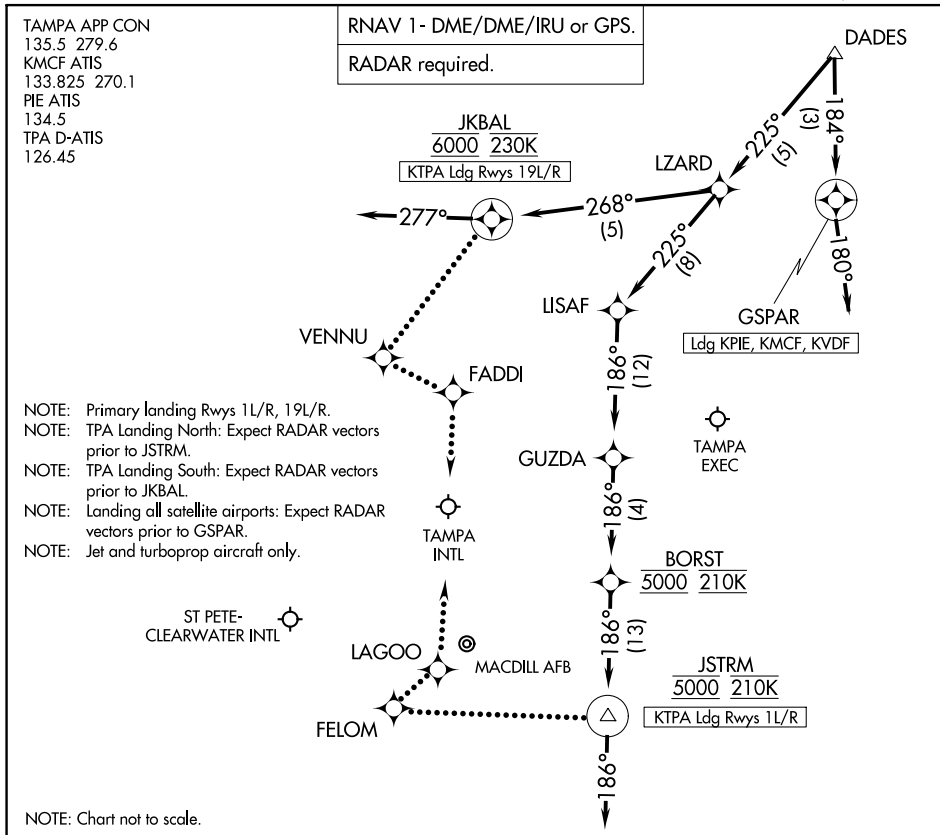 TAMPA APP CON
135.5 279.6
KMCF ATIS
133.825 270.1
PIE ATIS
134.5
TPA D-ATIS
126.45
RNAV 1- DME/DME/IRU or GPS.
RADAR required.
DADES
184°
(3)
225°
(5)
JKBAL
6000 230K
KTPA Ldg Rwys 19L/R
LZARD
277°
268°
(5)
225°
(8)
180°
LISAF
GSPAR
Ldg KPIE, KMCF, KVDF
VENNU
FADDI
186°
(12)
NOTE: Primary landing Rwys 1L/R, 19L/R.
NOTE: TPA Landing North: Expect RADAR vectors
prior to JSTRM.
NOTE: TPA Landing South: Expect RADAR vectors
prior to JKBAL.
NOTE: Landing all satellite airports: Expect RADAR
vectors prior to GSPAR.
NOTE: Jet and turboprop aircraft only.
TAMPA
EXEC
GUZDA
186°
(4)
TAMPA
INTL
BORST
5000 210K
ST PETE-
CLEARWATER INTL
186°
(13)
LAGOO
MACDILL AFB
JSTRM
5000 210K
KTPA Ldg Rwys 1L/R
FELOM
186°
NOTE: Chart not to scale.